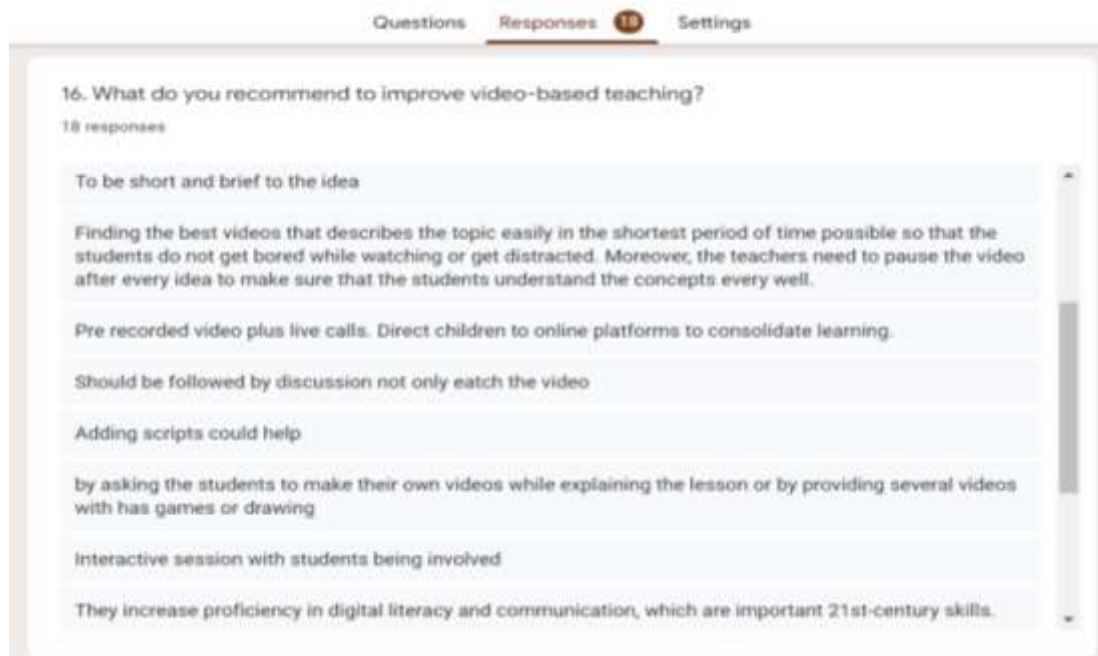 Questions Responses 18 Settings
16. What do you recommend to improve video-based teaching?
18 responses
To be short and brief to the idea
Finding the best videos that describes the topic easily in the shortest period of time possible so that the
students do not get bored while watching or get distracted. Moreover, the teachers need to pause the video
after every idea to make sure that the students understand the concepts every well.
Pre recorded video plus live calls. Direct children to online platforms to consolidate learning.
Should be followed by discussion not only eatch the video
Adding scripts could help
by asking the students to make their own videos while explaining the lesson or by providing several videos
with has games or drawing
Interactive session with students being involved
They increase proficiency in digital literacy and communication, which are important 21st-century skills.